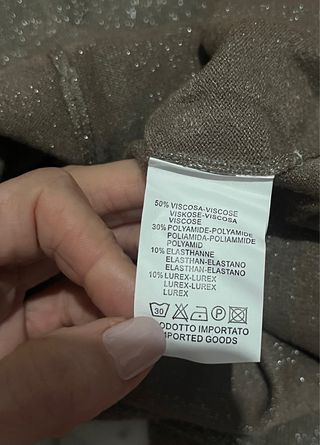 50% VISCOSA-VISCOSE
VISKOSE-VISCOSA
VISCOSE
30% POLYAMIDE-POLYAMIDE
POLIAMIDA-POLIAMMIDE
POLYAMID
10% ELASTHANNE
ELASTHAN-ELASTANO
ELASTHAN-ELASTANO
10% LUREX-LUREX
LUREX-LUREX
LUREX
30
ODOTTO IMPORTATO
MPORTED GOODS